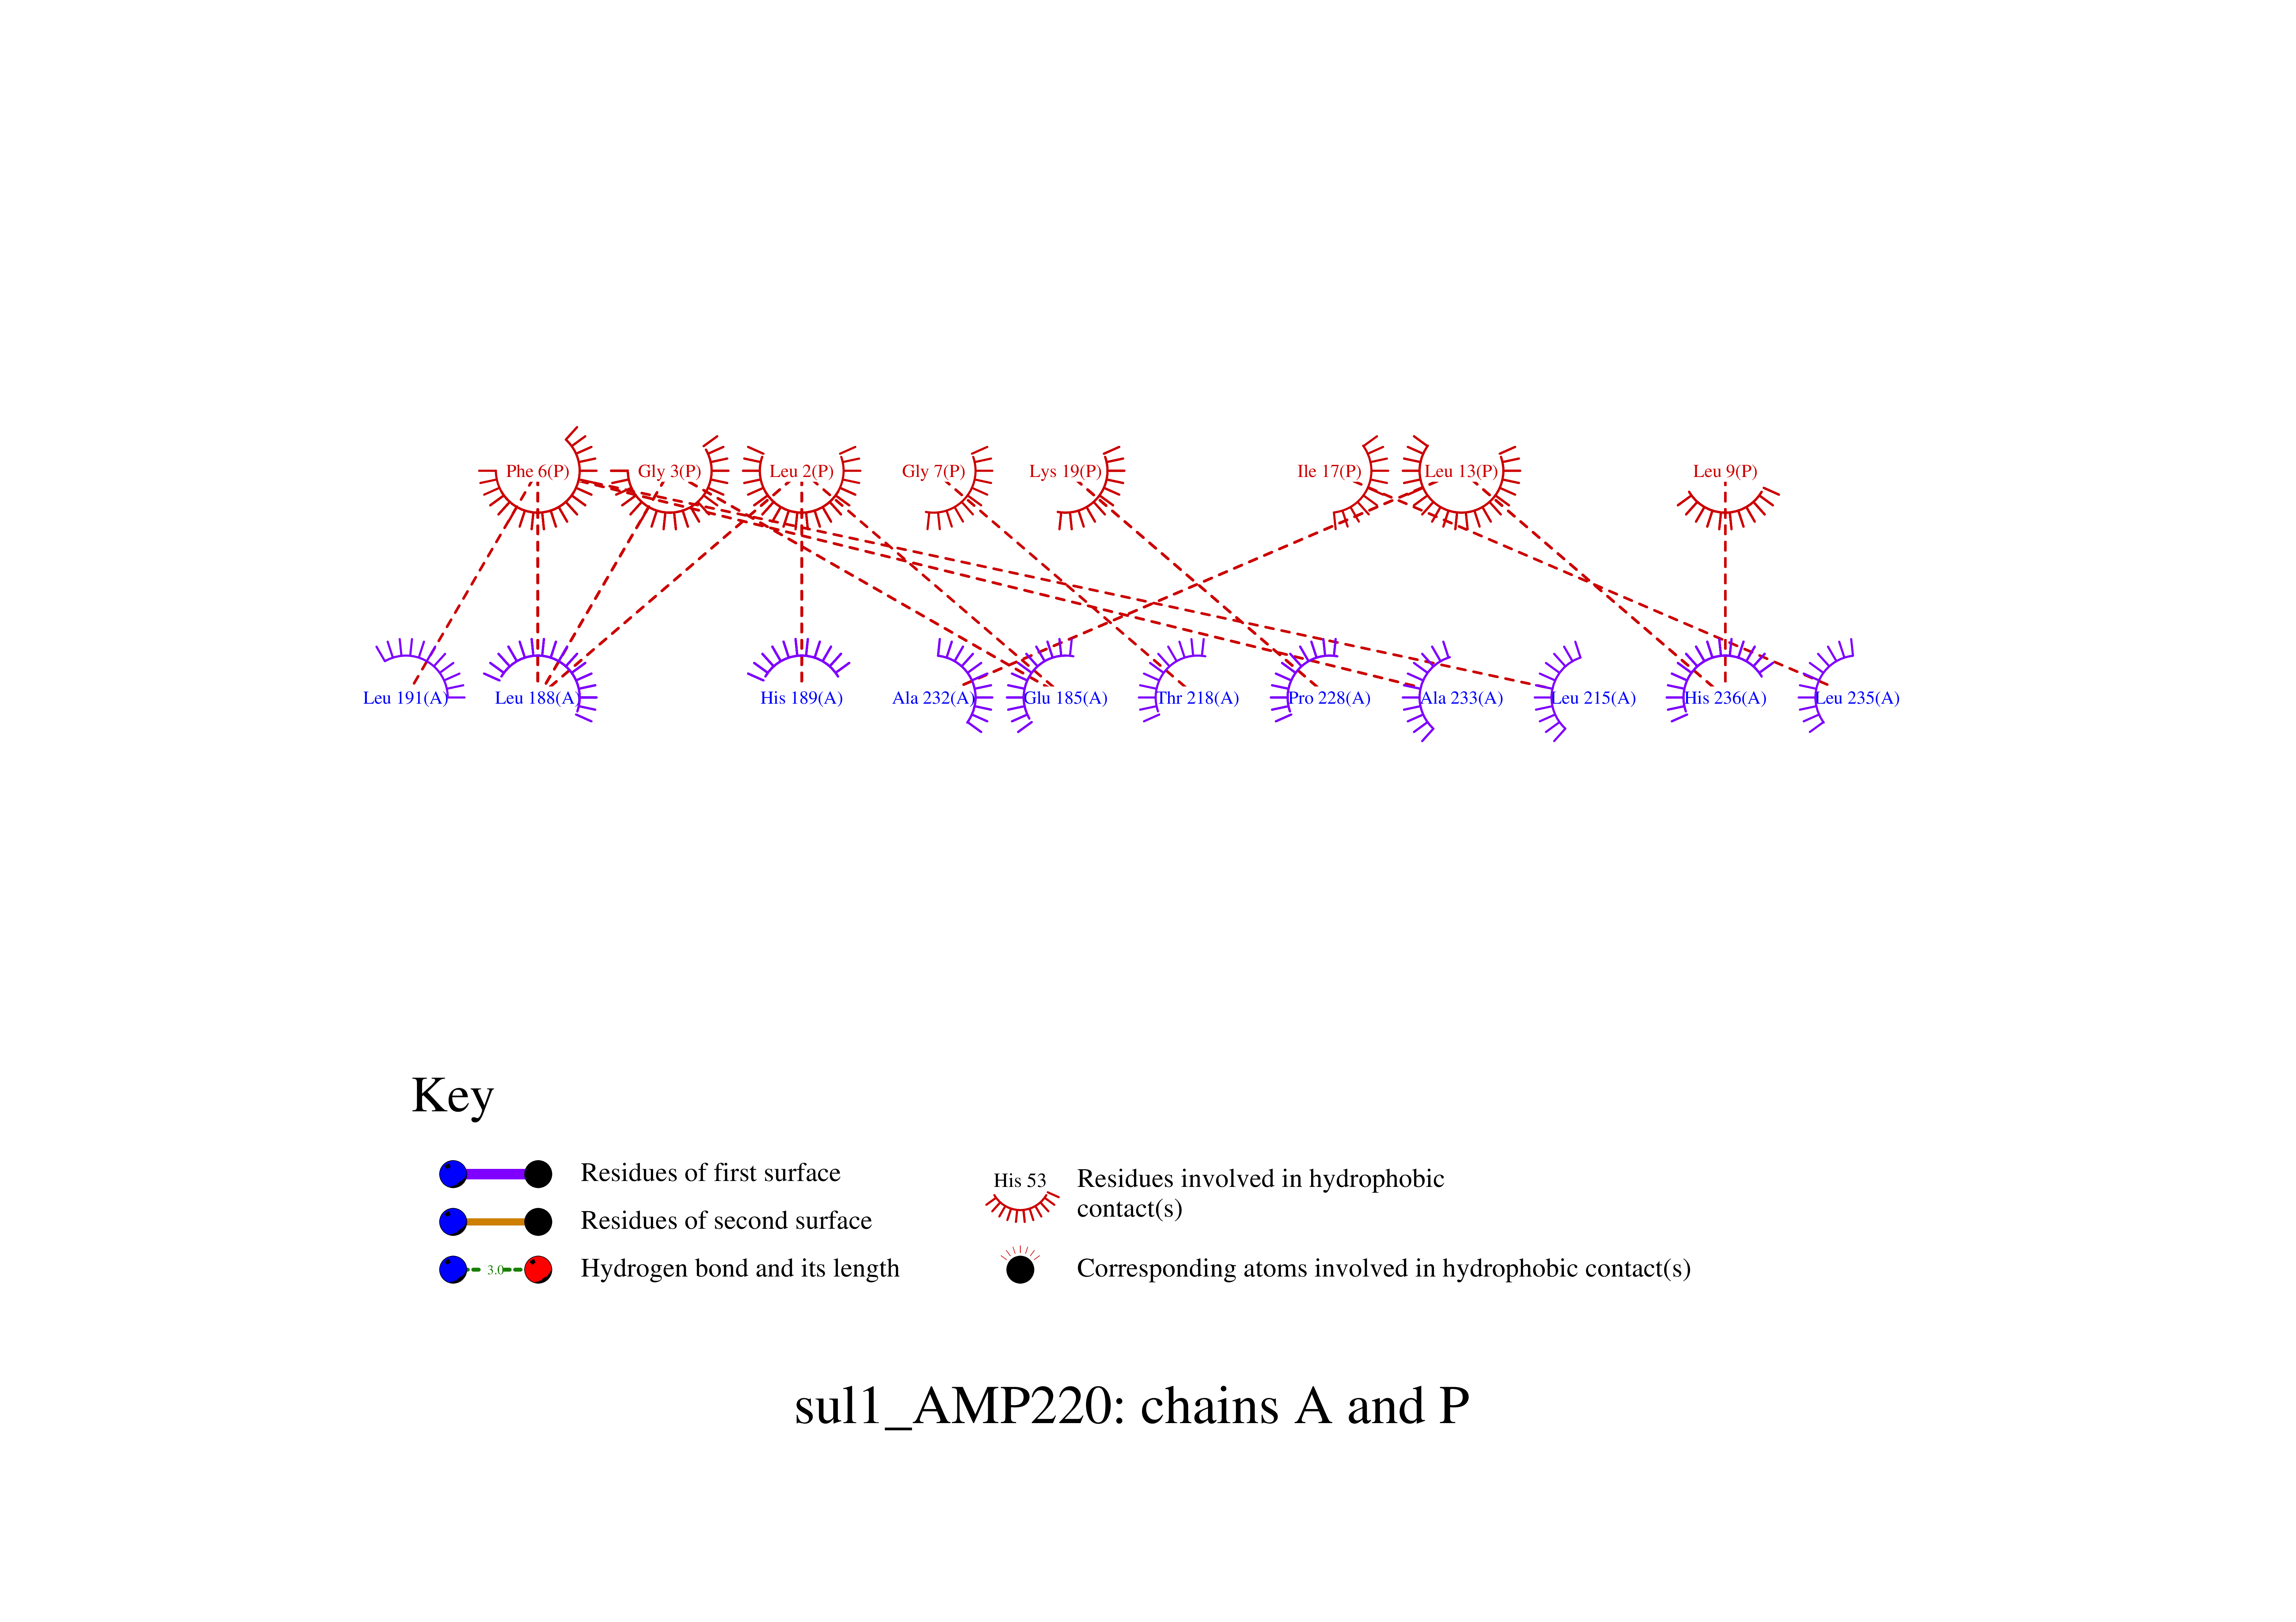 Phe 6(P) Gly 3(P) Leu 2(P) Gly 7(P) Lys 19(P) Ile 17(P) Leu 13(P) Leu 9(P)
Leu 191(A) Leu 188(A) His 189(A) Ala 232(A) Glu 185(A) Thr 218(A) Pro 228(A) Ala 233(A) Leu 215(A) His 236(A) Leu 235(A)
Key
Residues of first surface
Residues of second surface
3.0 Hydrogen bond and its length
His 53 Residues involved in hydrophobic
contact(s)
Corresponding atoms involved in hydrophobic contact(s)
sul1_AMP220: chains A and P